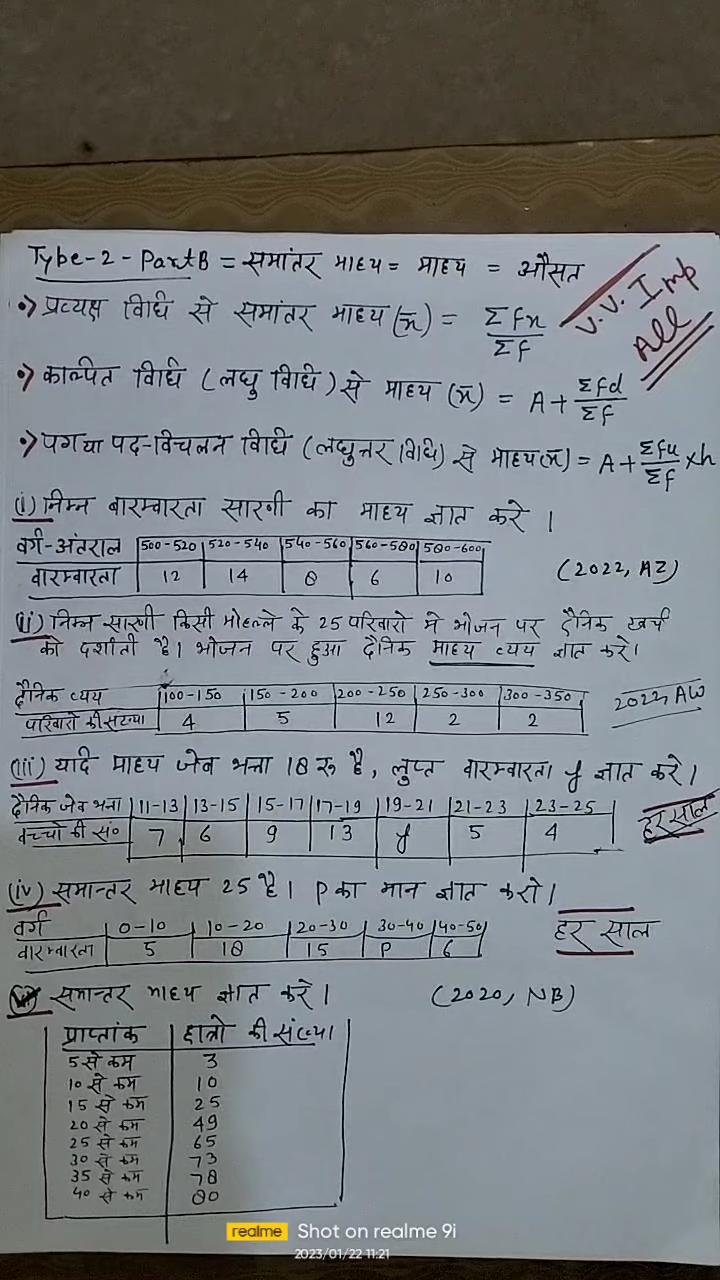 Type-2-PartB = समांतर माध्य = माध्य = औसत
V.V. Imp
All
•) प्रत्यक्ष विधि से समांतर माध्य (x̄) = Σfx / Σf
•) काल्पित विधि (लघु विधि) से माध्य (x̄) = A + Σfd / Σf
•) पग या पद-विचलन विधि (लघुत्तर विधि) से माध्य (x̄) = A + Σfu / Σf × h
(i) निम्न बारम्बारता सारणी का माध्य ज्ञात करे ।
वर्ग-अंतराल 500-520 520-540 540-560 560-580 580-600
बारम्बारता 12 14 8 6 10
(2022, AZ)
(ii) निम्न सारणी किसी मोहल्ले के 25 परिवारो मे भोजन पर दैनिक खर्च
को दर्शाती है। भोजन पर हुआ दैनिक माध्य व्यय ज्ञात करे।
दैनिक व्यय 100-150 150-200 200-250 250-300 300-350
परिवारो की संख्या 4 5 12 2 2
2022, AW
(iii) यदि माध्य जेब भत्ता 18 रु है, लुप्त बारम्बारता f ज्ञात करे।
दैनिक जेब भत्ता 11-13 13-15 15-17 17-19 19-21 21-23 23-25
बच्चो की सं० 7 6 9 13 f 5 4
हर साल
(iv) समान्तर माध्य 25 है। P का मान ज्ञात करो।
वर्ग 0-10 10-20 20-30 30-40 40-50
बारम्बारता 5 18 15 P 6
हर साल
समान्तर माध्य ज्ञात करे। (2020, NB)
प्राप्तांक छात्रो की संख्या
5 से कम 3
10 से कम 10
15 से कम 25
20 से कम 49
25 से कम 65
30 से कम 73
35 से कम 78
40 से कम 80
realme Shot on realme 9i
2023/01/22 11:21